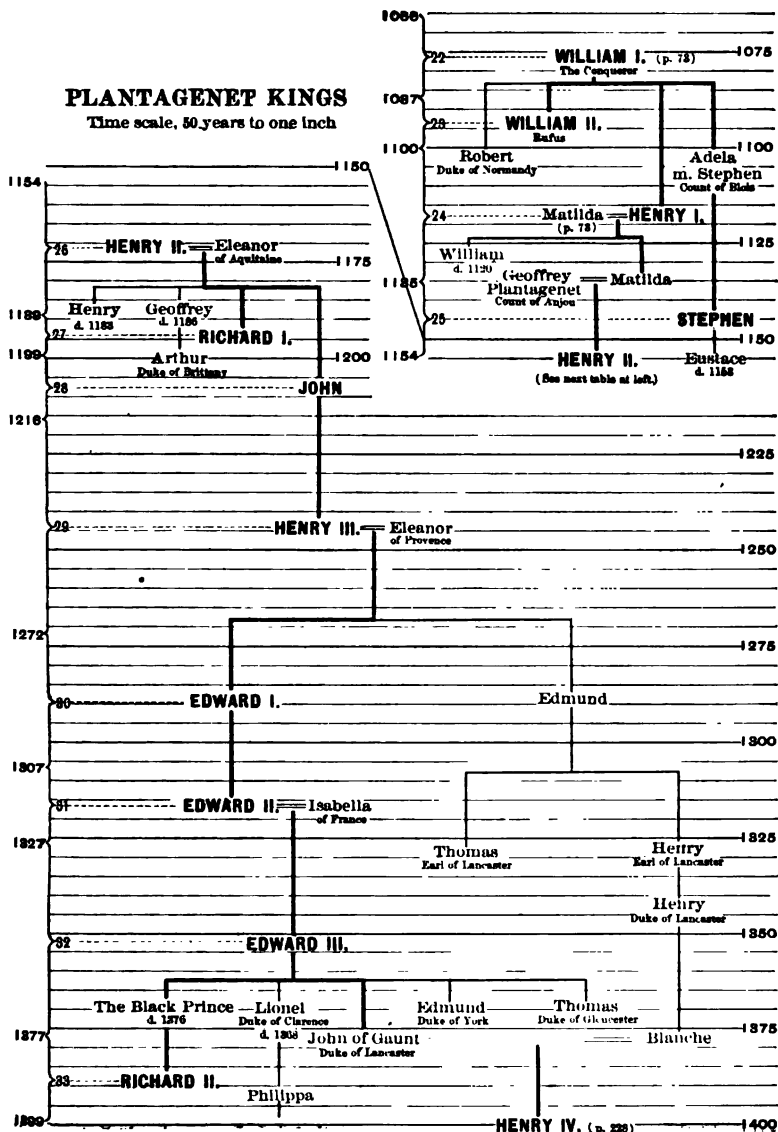 PLANTAGENET KINGS
Time scale, 50 years to one inch
1066
1075
22
WILLIAM I. (p. 73)
The Conqueror
1087
23
WILLIAM II.
Rufus
1100
1100
Robert
Duke of Normandy
Adela
m. Stephen
Count of Blois
24
Matilda
HENRY I.
(p. 73)
1125
William
d. 1120
Geoffrey
Plantagenet
Count of Anjou
Matilda
1135
25
STEPHEN
1150
1154
HENRY II.
(See next table at left.)
Eustace
d. 1153
1150
1154
26
HENRY II.
Eleanor
of Aquitaine
1175
Henry
d. 1183
Geoffrey
d. 1186
1189
27
RICHARD I.
1199
Arthur
Duke of Brittany
1200
28
JOHN
1216
1225
29
HENRY III.
Eleanor
of Provence
1250
1272
1275
30
EDWARD I.
Edmund
1300
1307
31
EDWARD II.
Isabella
of France
1325
1327
Thomas
Earl of Lancaster
Henry
Earl of Lancaster
Henry
Duke of Lancaster
1350
32
EDWARD III.
The Black Prince
d. 1376
Lionel
Duke of Clarence
d. 1368
Edmund
Duke of York
Thomas
Duke of Gloucester
1375
1377
John of Gaunt
Duke of Lancaster
Blanche
33
RICHARD II.
Philippa
1399
HENRY IV. (p. 228)
1400